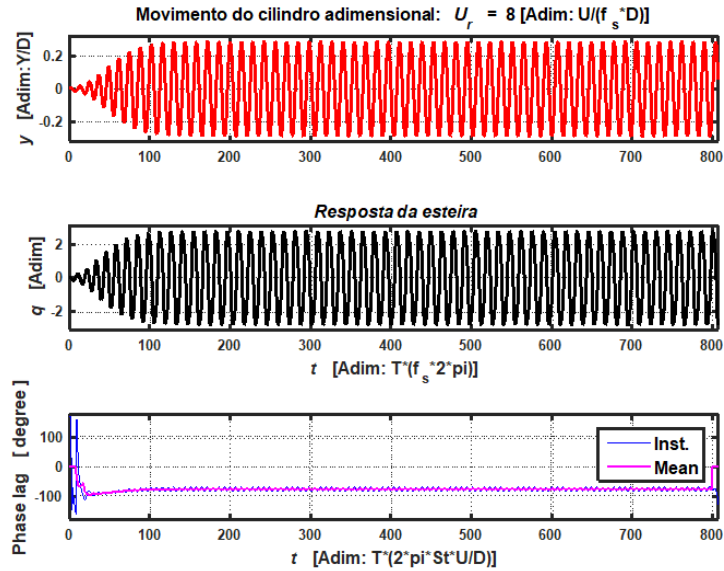 Movimento do cilindro adimensional: U_r = 8 [Adim: U/(f_s*D)]
y [Adim: Y/D]
0.2
0
-0.2
0 100 200 300 400 500 600 700 800
Resposta da esteira
q [Adim]
2
0
-2
0 100 200 300 400 500 600 700 800
t [Adim: T*(f_s*2*pi)]
Phase lag [ degree ]
100
0
-100
Inst.
Mean
0 100 200 300 400 500 600 700 800
t [Adim: T*(2*pi*St*U/D)]